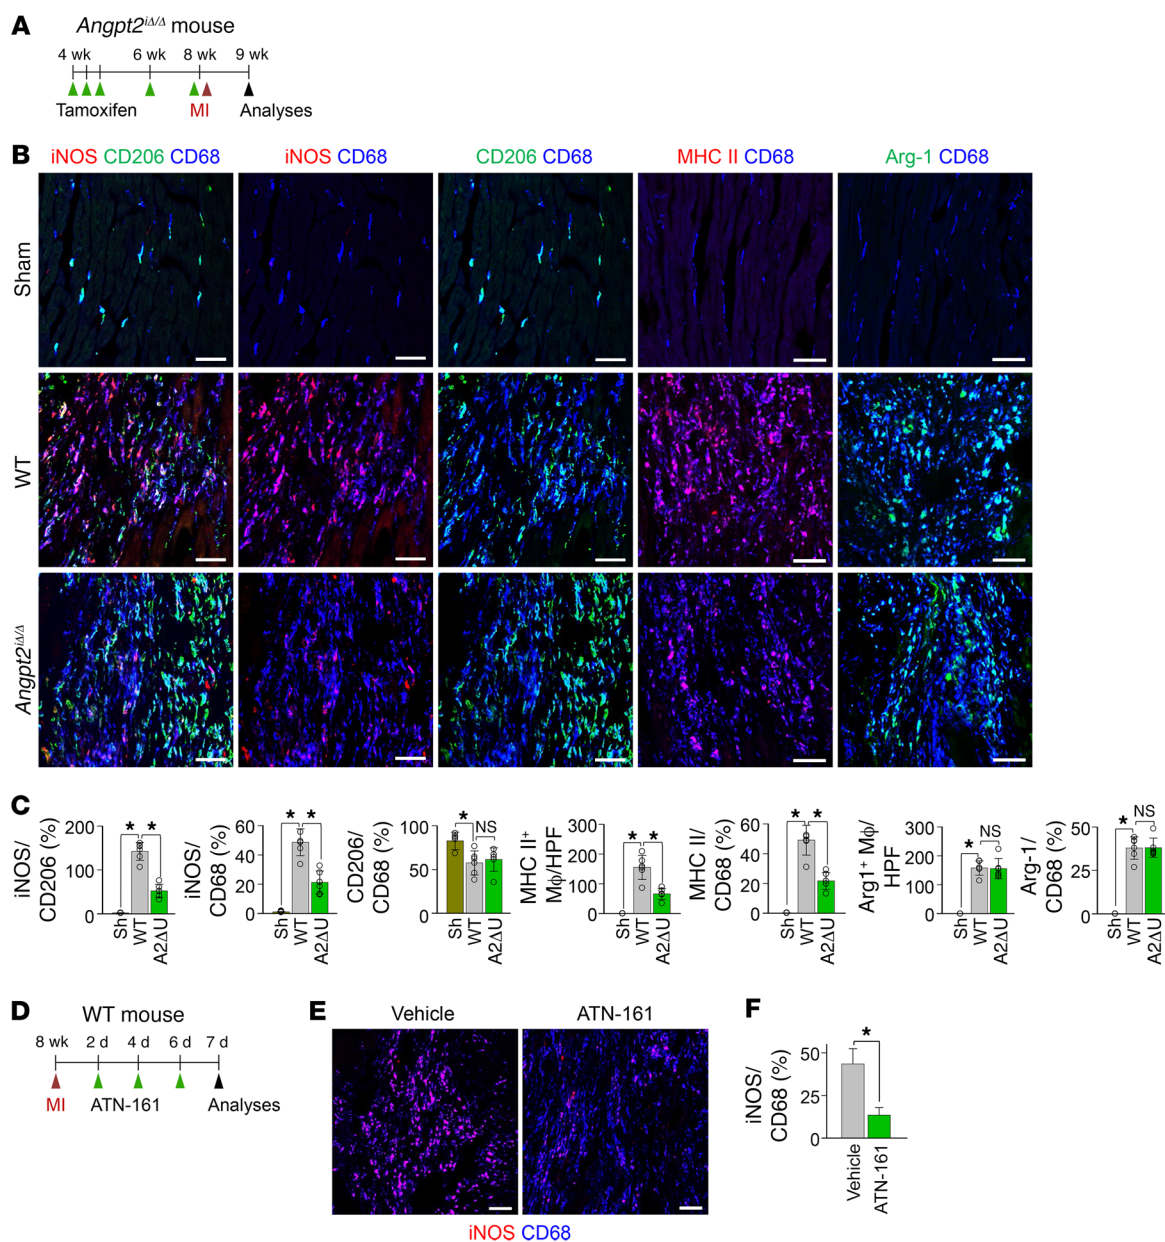 A
Angpt2iΔ/Δ mouse
4 wk 6 wk 8 wk 9 wk
Tamoxifen MI Analyses
B
iNOS CD206 CD68
iNOS CD68
CD206 CD68
MHC II CD68
Arg-1 CD68
Sham
WT
Angpt2iΔ/Δ
C
iNOS/
CD206 (%)
200
100
0
* *
Sh
WT
A2ΔU
iNOS/
CD68 (%)
60
40
20
0
* *
Sh
WT
A2ΔU
CD206/
CD68 (%)
100
50
0
* NS
Sh
WT
A2ΔU
MHC II+
Mφ/HPF
300
200
100
0
* *
Sh
WT
A2ΔU
MHC II/
CD68 (%)
60
40
20
0
* *
Sh
WT
A2ΔU
Arg1+ Mφ/
HPF
300
200
100
0
* NS
Sh
WT
A2ΔU
Arg-1/
CD68 (%)
50
25
0
* NS
Sh
WT
A2ΔU
D
WT mouse
8 wk 2 d 4 d 6 d 7 d
MI ATN-161 Analyses
E
Vehicle
ATN-161
iNOS CD68
F
iNOS/
CD68 (%)
50
25
0
*
Vehicle
ATN-161